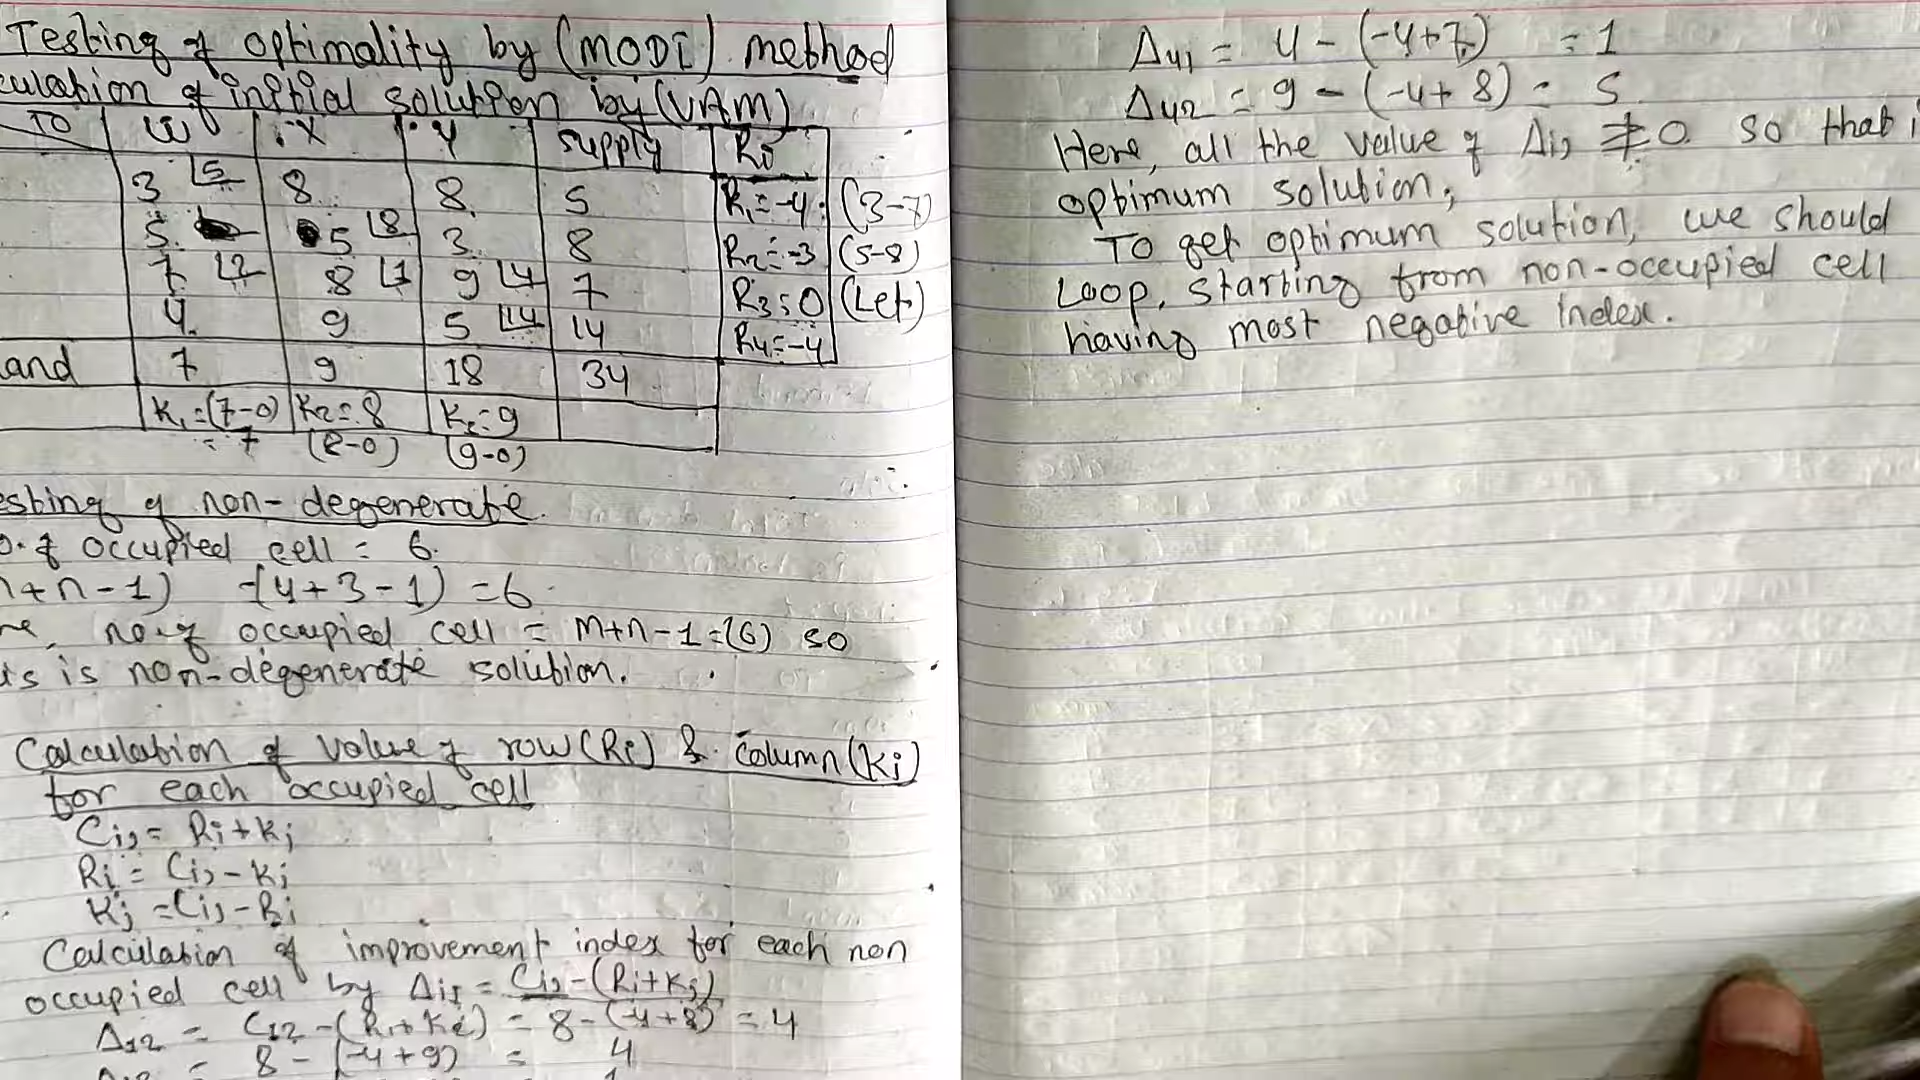 Testing of optimality by (MODI) method
culation of initial solution by (VAM)
TO W X Y supply Ri
3 5 8 8 5 R1=-4 (3-7)
5 5 8 3 8 R2=-3 (5-8)
7 2 8 1 9 4 7 R3=0 (Let)
4 9 5 14 14 R4=-4
and 7 9 18 34
K1=(7-0) K2=8 =9
=7 (8-0) (9-0)
esting of non-degenerate
o. of occupied cell = 6.
n+n-1) (4+3-1) =6
re, no. of occupied cell = m+n-1=(6) so
is is non-degenerate solution.
Calculation of value of row(Ri) & column(Kj)
for each occupied cell
Cij = Ri+Kj
Ri = Cij-Kj
Kj = Cij-Ri
Calculation of improvement index for each non
occupied cell by Δij = Cij-(Ri+Kj)
Δ12 = C12-(R1+K2) = 8-(-4+8) = 4
= 8-(-4+9) = 4
Δ41 = 4-(-4+7) = 1
Δ42 = 9-(-4+8) = 5
Here, all the value of Δij ≱0 so that i
optimum solution,
To get optimum solution, we should
Loop, starting from non-occupied cell
having most negative index.